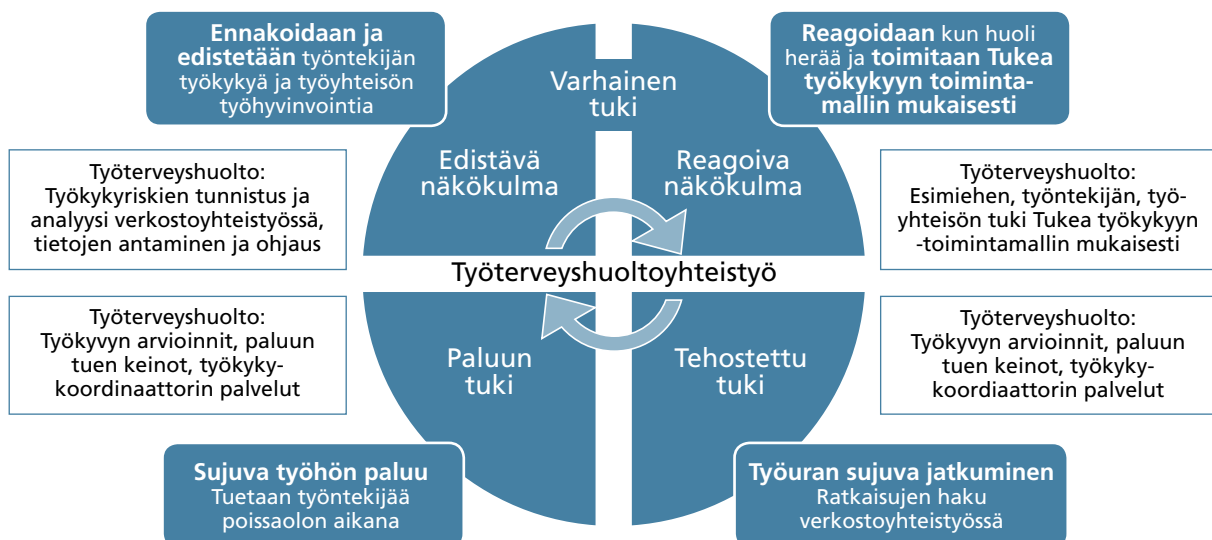 Ennakoidaan ja
edistetään työntekijän
työkykyä ja työyhteisön
työhyvinvointia
Varhainen
tuki
Reagoidaan kun huoli
herää ja toimitaan Tukea
työkykyyn toiminta-
mallin mukaisesti
Työterveyshuolto:
Työkykyriskien tunnistus ja
analyysi verkostoyhteistyössä,
tietojen antaminen ja ohjaus
Edistävä
näkökulma
Reagoiva
näkökulma
Työterveyshuolto:
Esimiehen, työntekijän, työ-
yhteisön tuki Tukea työkykyyn
-toimintamallin mukaisesti
Työterveyshuoltoyhteistyö
Työterveyshuolto:
Työkyvyn arvioinnit, paluun
tuen keinot, työkyky-
koordinaattorin palvelut
Paluun
tuki
Tehostettu
tuki
Työterveyshuolto:
Työkyvyn arvioinnit, paluun
tuen keinot, työkyky-
koordiaattorin palvelut
Sujuva työhön paluu
Tuetaan työntekijää
poissaolon aikana
Työuran sujuva jatkuminen
Ratkaisujen haku
verkostoyhteistyössä